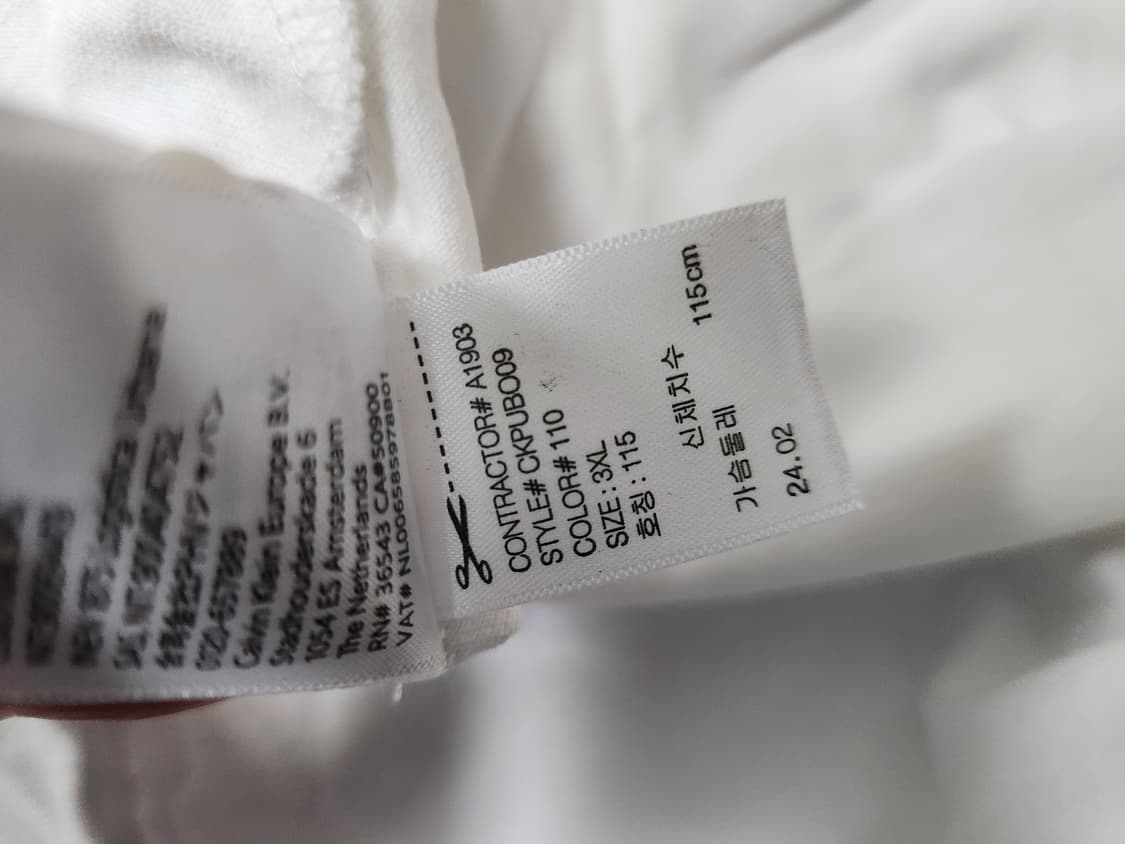 0120-657889
Calvin Klein Europe B.V.
Stadhouderskade 6
1054 ES Amsterdam
The Netherlands
RN# 36543 CA#50900
VAT# NL006585978B01
CONTRACTOR# A1903
STYLE# CKPUBO09
COLOR# 110
SIZE : 3XL
호칭 : 115
신체치수 115cm
가슴둘레
24.02